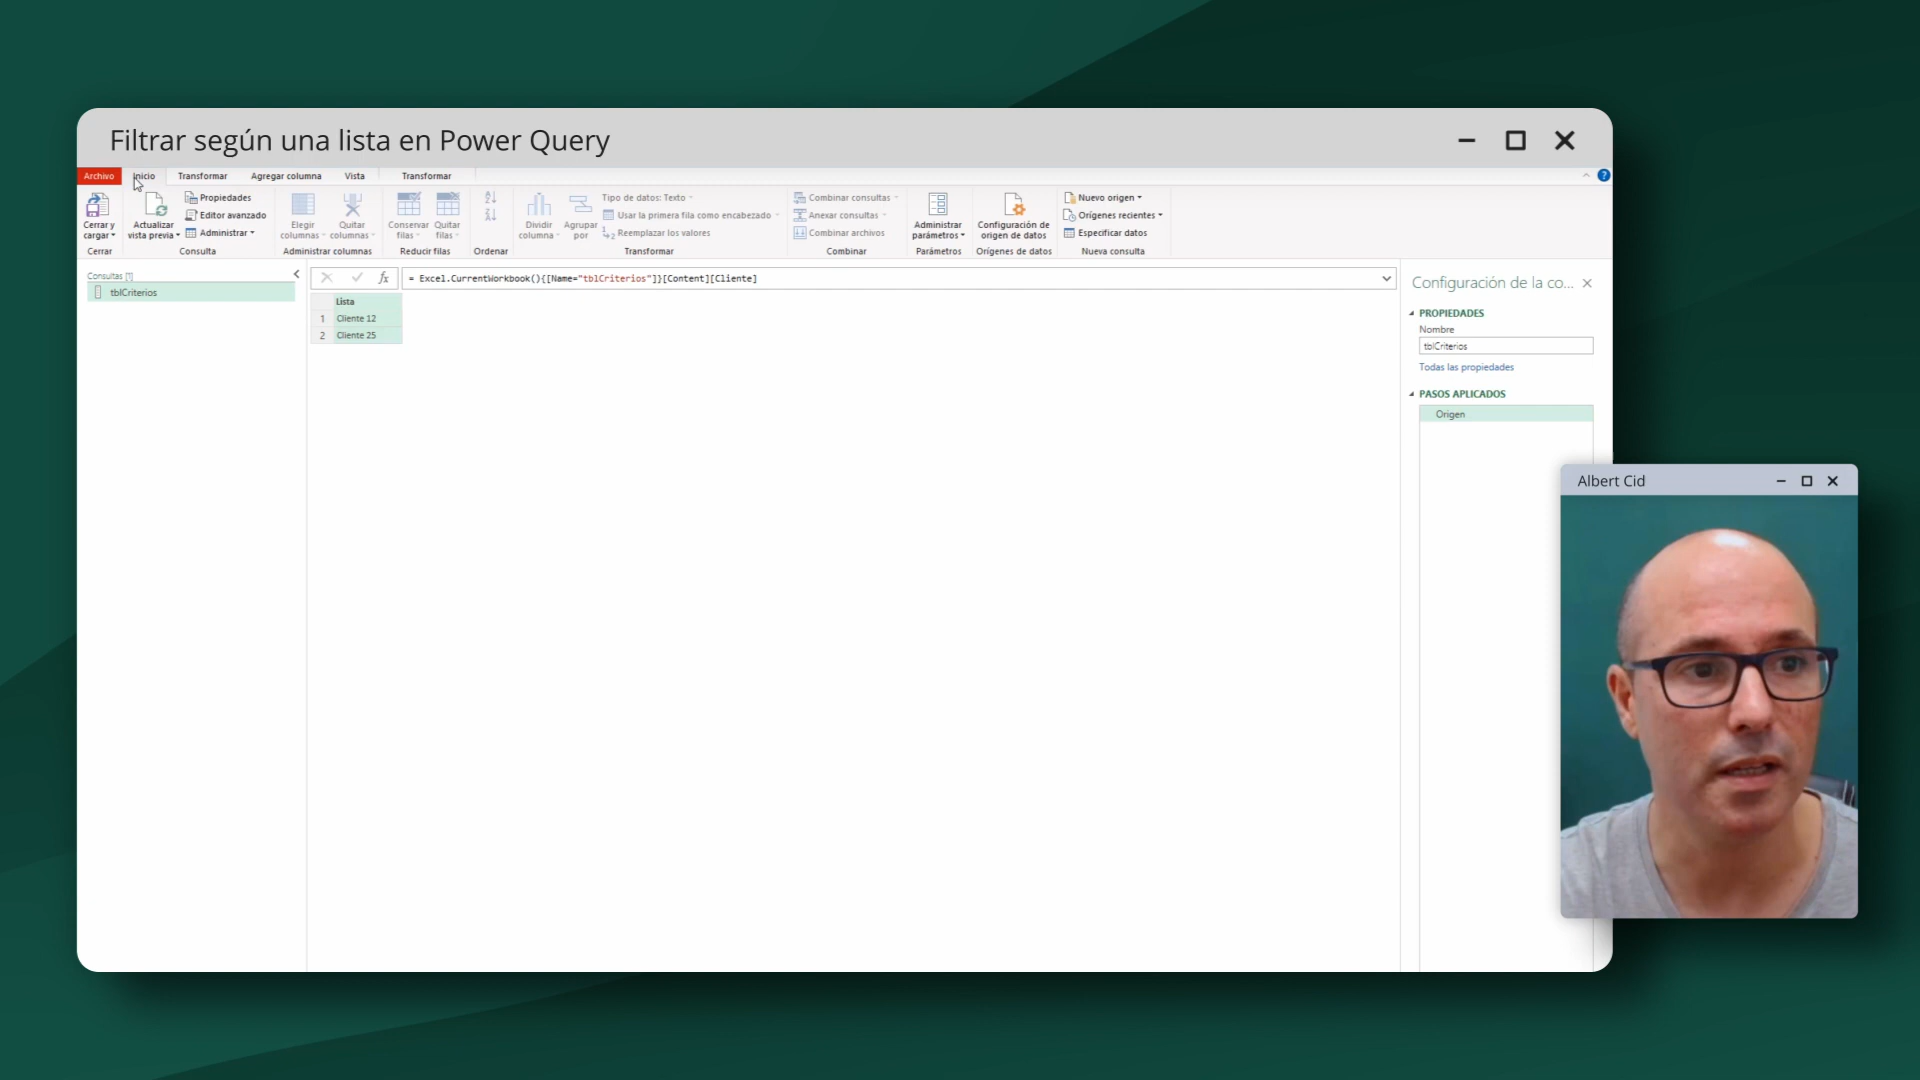 Filtrar según una lista en Power Query
Archivo Inicio Transformar Agregar columna Vista Transformar
Cerrar y cargar
Cerrar
Actualizar vista previa
Propiedades
Editor avanzado
Administrar
Consulta
Elegir columnas
Quitar columnas
Administrar columnas
Conservar filas
Quitar filas
Reducir filas
Ordenar
Dividir columna
Agrupar por
Tipo de datos: Texto
Usar la primera fila como encabezado
Reemplazar los valores
Transformar
Combinar consultas
Anexar consultas
Combinar archivos
Combinar
Administrar parámetros
Parámetros
Configuración de origen de datos
Orígenes de datos
Nuevo origen
Orígenes recientes
Especificar datos
Nueva consulta
Consultas [1]
tblCriterios
fx
= Excel.CurrentWorkbook(){[Name="tblCriterios"]}[Content][Cliente]
Lista
1 Cliente 12
2 Cliente 25
Configuración de la co...
PROPIEDADES
Nombre
tblCriterios
Todas las propiedades
PASOS APLICADOS
Origen
Albert Cid